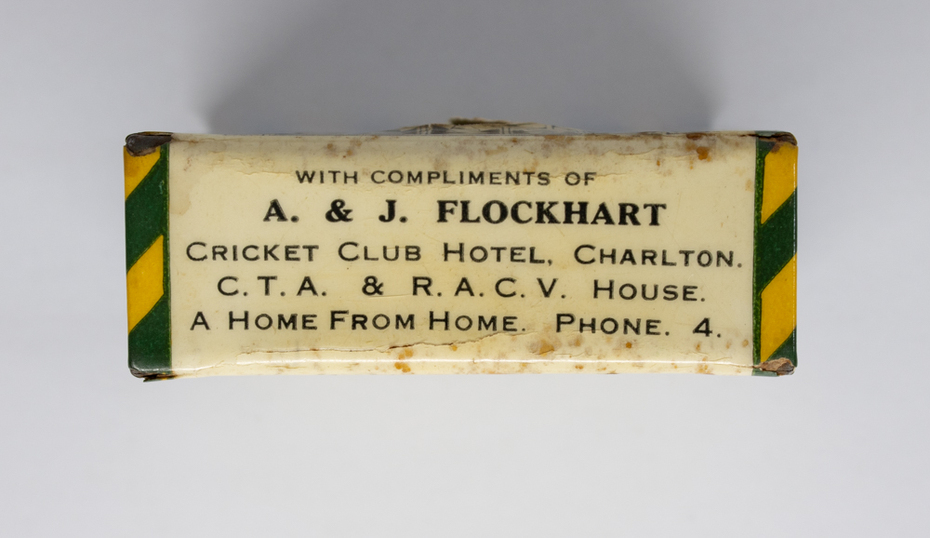 WITH COMPLIMENTS OF
A. & J. FLOCKHART
CRICKET CLUB HOTEL, CHARLTON.
C.T.A. & R.A.C.V. HOUSE.
A HOME FROM HOME. PHONE. 4.